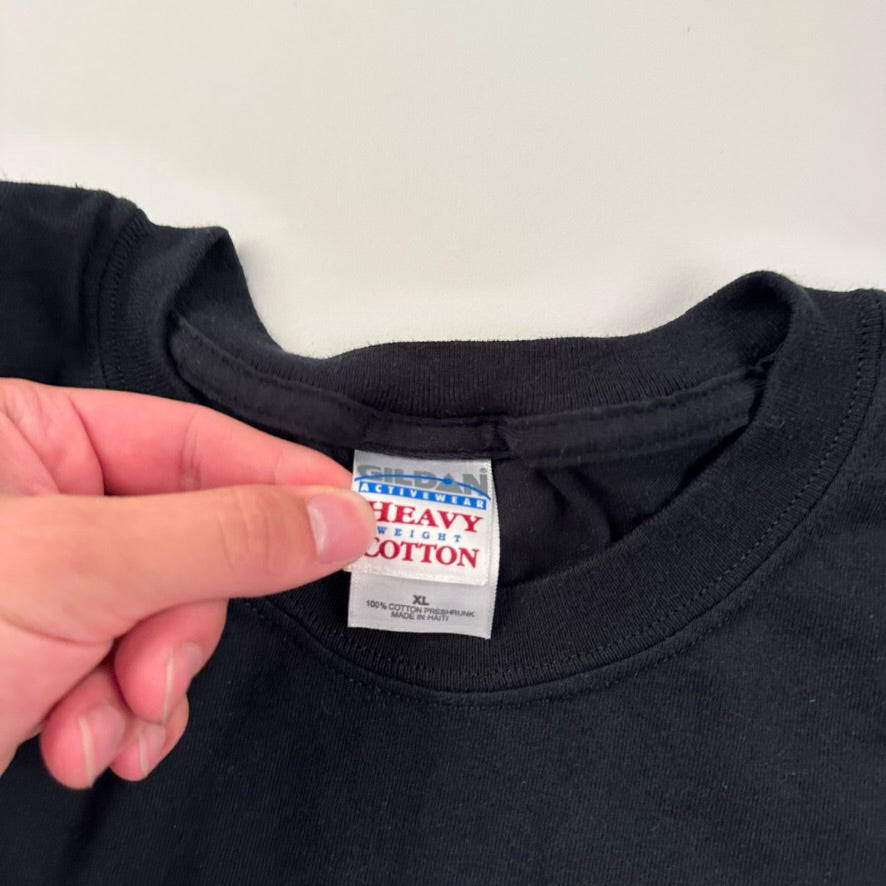 GILDAN®
ACTIVEWEAR
HEAVY
WEIGHT
COTTON
XL
100% COTTON PRESHRUNK
MADE IN HAITI